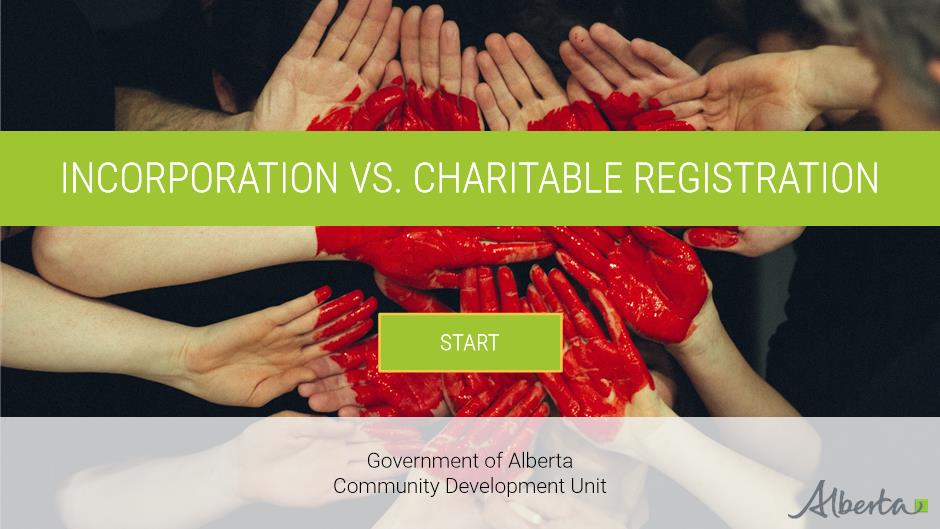 INCORPORATION VS. CHARITABLE REGISTRATION
START
Government of Alberta
Community Development Unit
Alberta